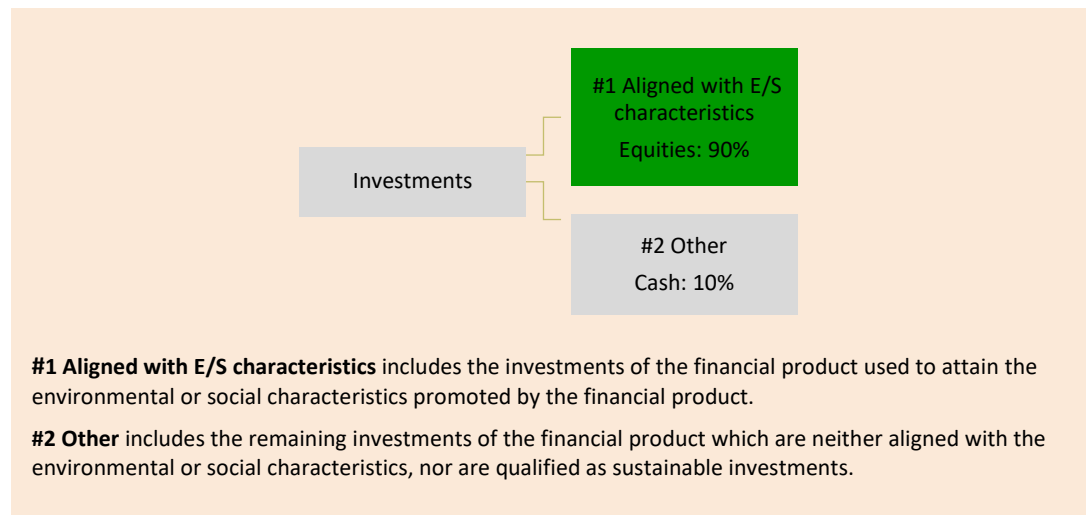 #1 Aligned with E/S
characteristics
Equities: 90%
Investments
#2 Other
Cash: 10%
#1 Aligned with E/S characteristics includes the investments of the financial product used to attain the
environmental or social characteristics promoted by the financial product.
#2 Other includes the remaining investments of the financial product which are neither aligned with the
environmental or social characteristics, nor are qualified as sustainable investments.